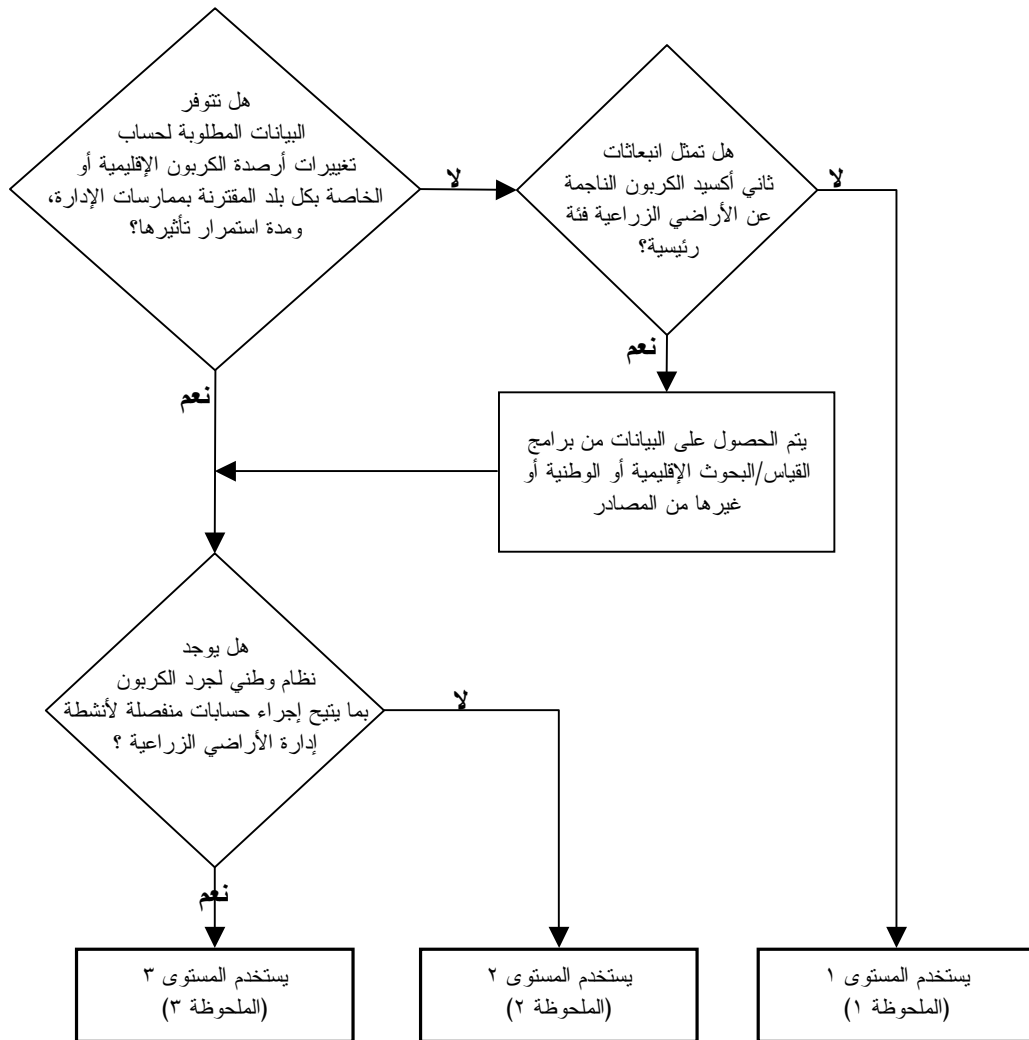 هل تتوفر
البيانات المطلوبة لحساب
تغييرات أرصدة الكربون الإقليمية أو
الخاصة بكل بلد المقترنة بممارسات الإدارة،
ومدة استمرار تأثيرها؟
لا
هل تمثل انبعاثات
ثاني أكسيد الكربون الناجمة
عن الأراضي الزراعية فئة
رئيسية؟
لا
نعم
نعم
يتم الحصول على البيانات من برامج
القياس/البحوث الإقليمية أو الوطنية أو
غيرها من المصادر
هل يوجد
نظام وطني لجرد الكربون
بما يتيح إجراء حسابات منفصلة لأنشطة
إدارة الأراضي الزراعية ؟
لا
نعم
يستخدم المستوى ٣
(الملحوظة ٣)
يستخدم المستوى ٢
(الملحوظة ٢)
يستخدم المستوى ١
(الملحوظة ١)